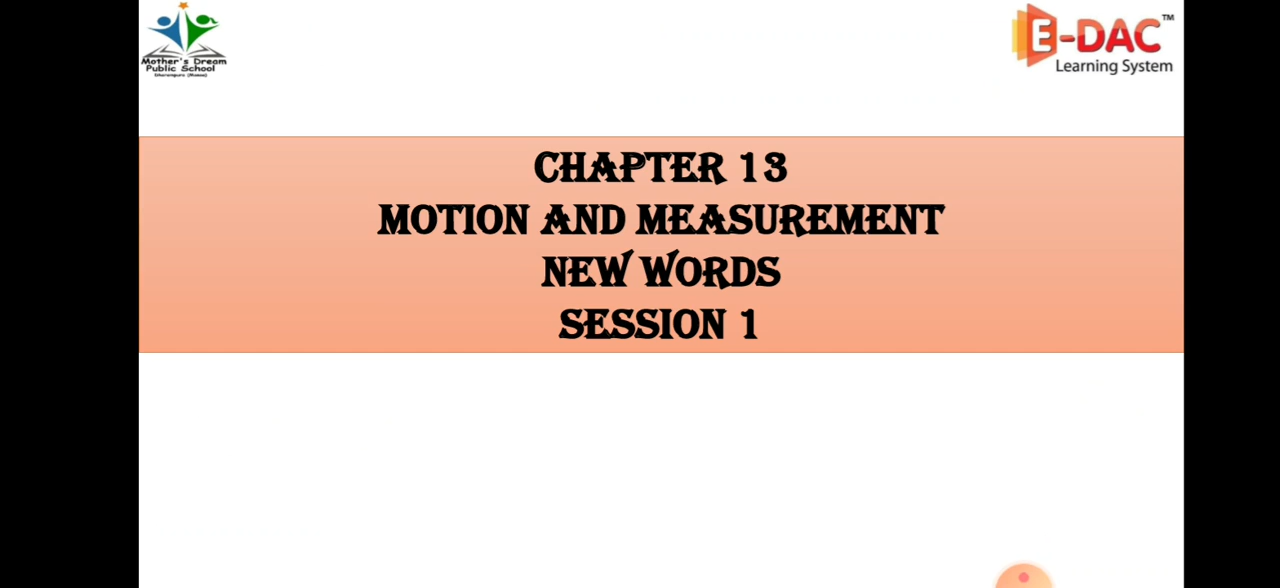 Mother's Dream
Public School
E-DAC™
Learning System
CHAPTER 13
MOTION AND MEASUREMENT
NEW WORDS
SESSION 1